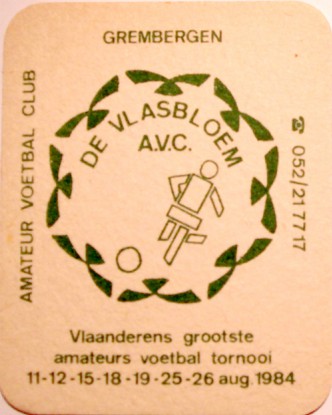 GREMBERGEN
AMATEUR VOETBAL CLUB
DE VLASBLOEM
A.V.C.
☎ 052/21 77 17
Vlaanderens grootste
amateurs voetbal tornooi
11-12-15-18-19-25-26 aug. 1984